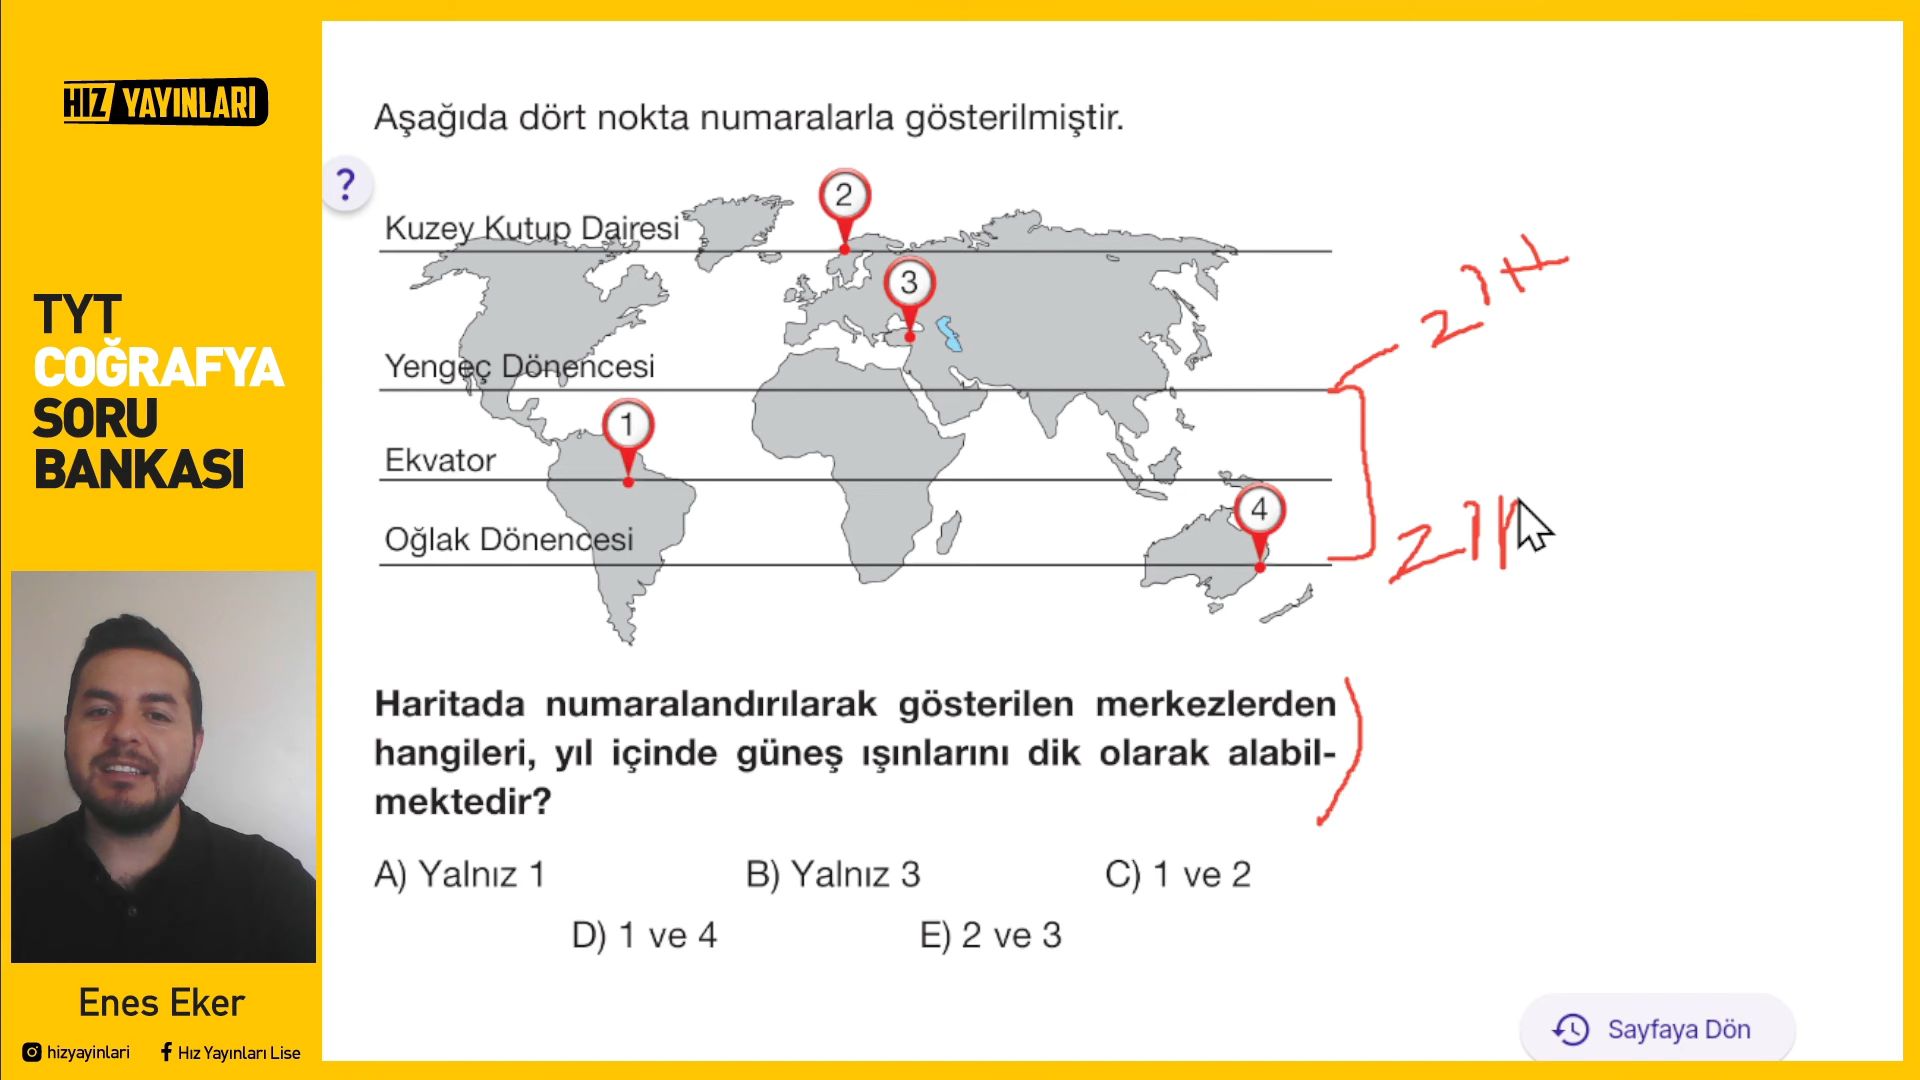 HIZ YAYINLARI
TYT
COĞRAFYA
SORU
BANKASI
Enes Eker
hizyayinlari
Hız Yayınları Lise
Aşağıda dört nokta numaralarla gösterilmiştir.
?
2
Kuzey Kutup Dairesi
3
Yengeç Dönencesi
1
Ekvator
4
Oğlak Dönencesi
Haritada numaralandırılarak gösterilen merkezlerden
hangileri, yıl içinde güneş ışınlarını dik olarak alabil-
mektedir?
A) Yalnız 1
B) Yalnız 3
C) 1 ve 2
D) 1 ve 4
E) 2 ve 3
Sayfaya Dön